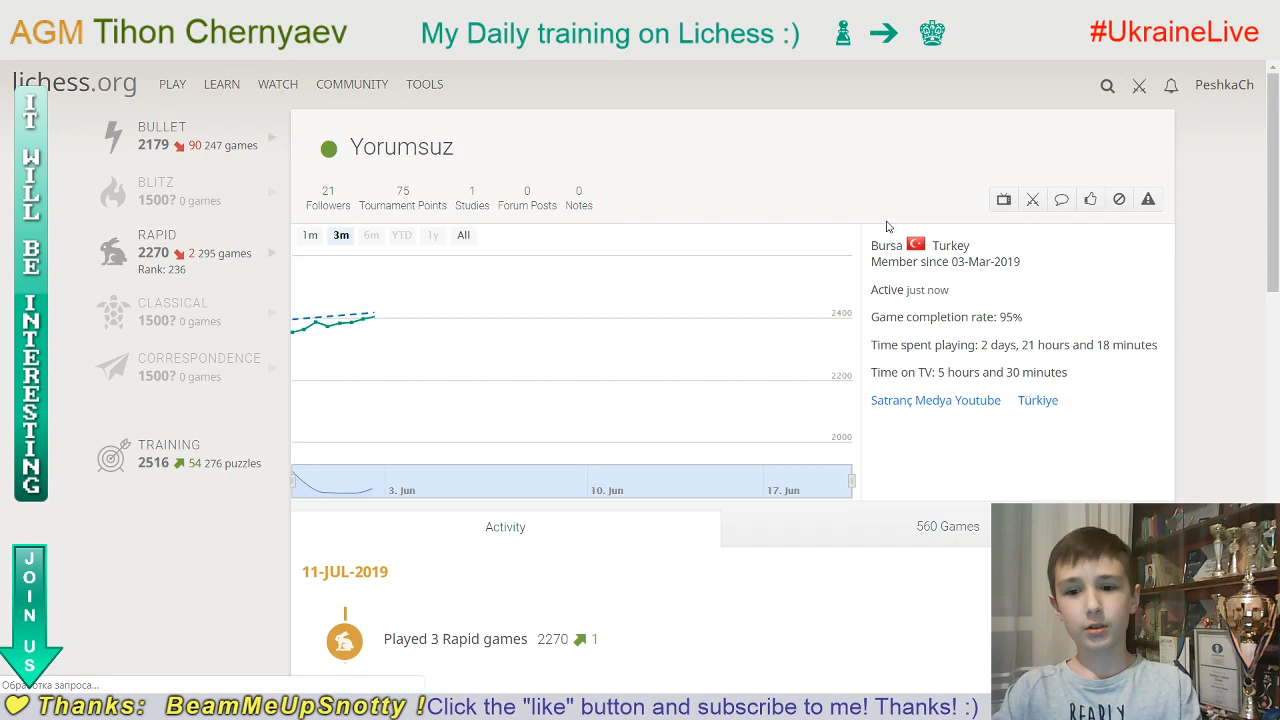 AGM Tihon Chernyaev
My Daily training on Lichess :)
#UkraineLive
lichess.org
PLAY
LEARN
WATCH
COMMUNITY
TOOLS
PeshkaCh
IT WILL BE INTERESTING
JOIN US
BULLET
2179 90 247 games
BLITZ
1500? 0 games
RAPID
2270 2 295 games
Rank: 236
CLASSICAL
1500? 0 games
CORRESPONDENCE
1500? 0 games
TRAINING
2516 54 276 puzzles
Yorumsuz
21 75 1 0 0
Followers Tournament Points Studies Forum Posts Notes
1m 3m 6m YTD 1y All
2400
2200
2000
3. Jun 10. Jun 17. Jun
Bursa Turkey
Member since 03-Mar-2019
Active just now
Game completion rate: 95%
Time spent playing: 2 days, 21 hours and 18 minutes
Time on TV: 5 hours and 30 minutes
Satranç Medya Youtube Türkiye
Activity
560 Games
11-JUL-2019
Played 3 Rapid games 2270 1
READLY
Обработка запроса...
Thanks: BeamMeUpSnotty !
Click the "like" button and subscribe to me! Thanks! :)